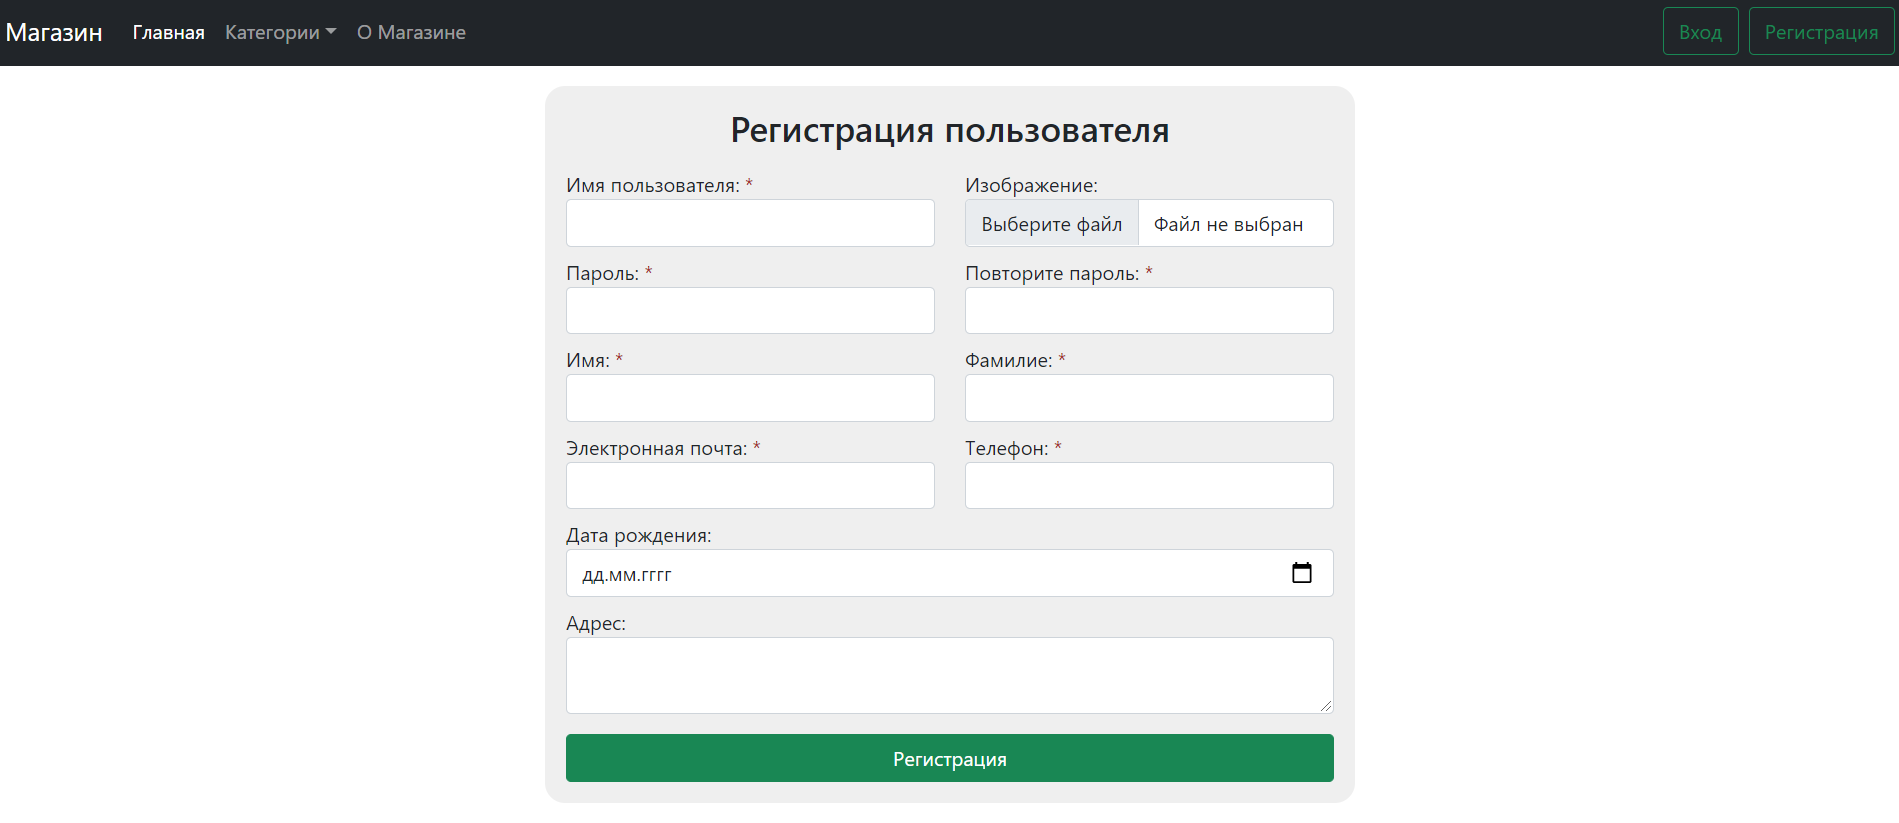 Магазин Главная Категории О Магазине Вход Регистрация
Регистрация пользователя
Имя пользователя: * Изображение:
Выберите файл Файл не выбран
Пароль: * Повторите пароль: *
Имя: * Фамилие: *
Электронная почта: * Телефон: *
Дата рождения:
дд.мм.гггг
Адрес:
Регистрация